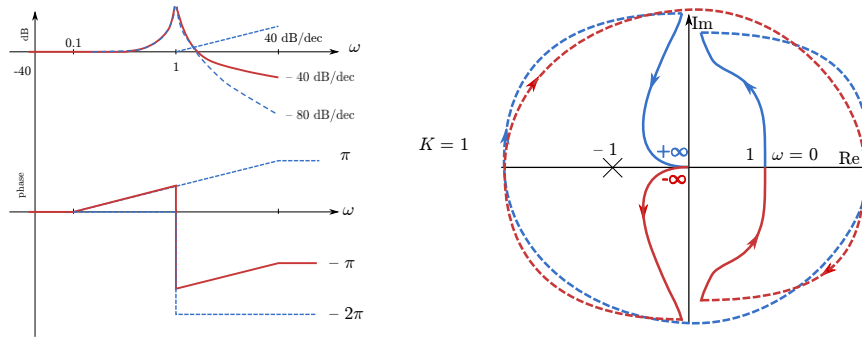 dB
0.1
40 dB/dec
ω
-40
1
– 40 dB/dec
– 80 dB/dec
π
phase
ω
– π
– 2π
Im
K = 1
– 1
+∞
1
ω = 0
Re
-∞